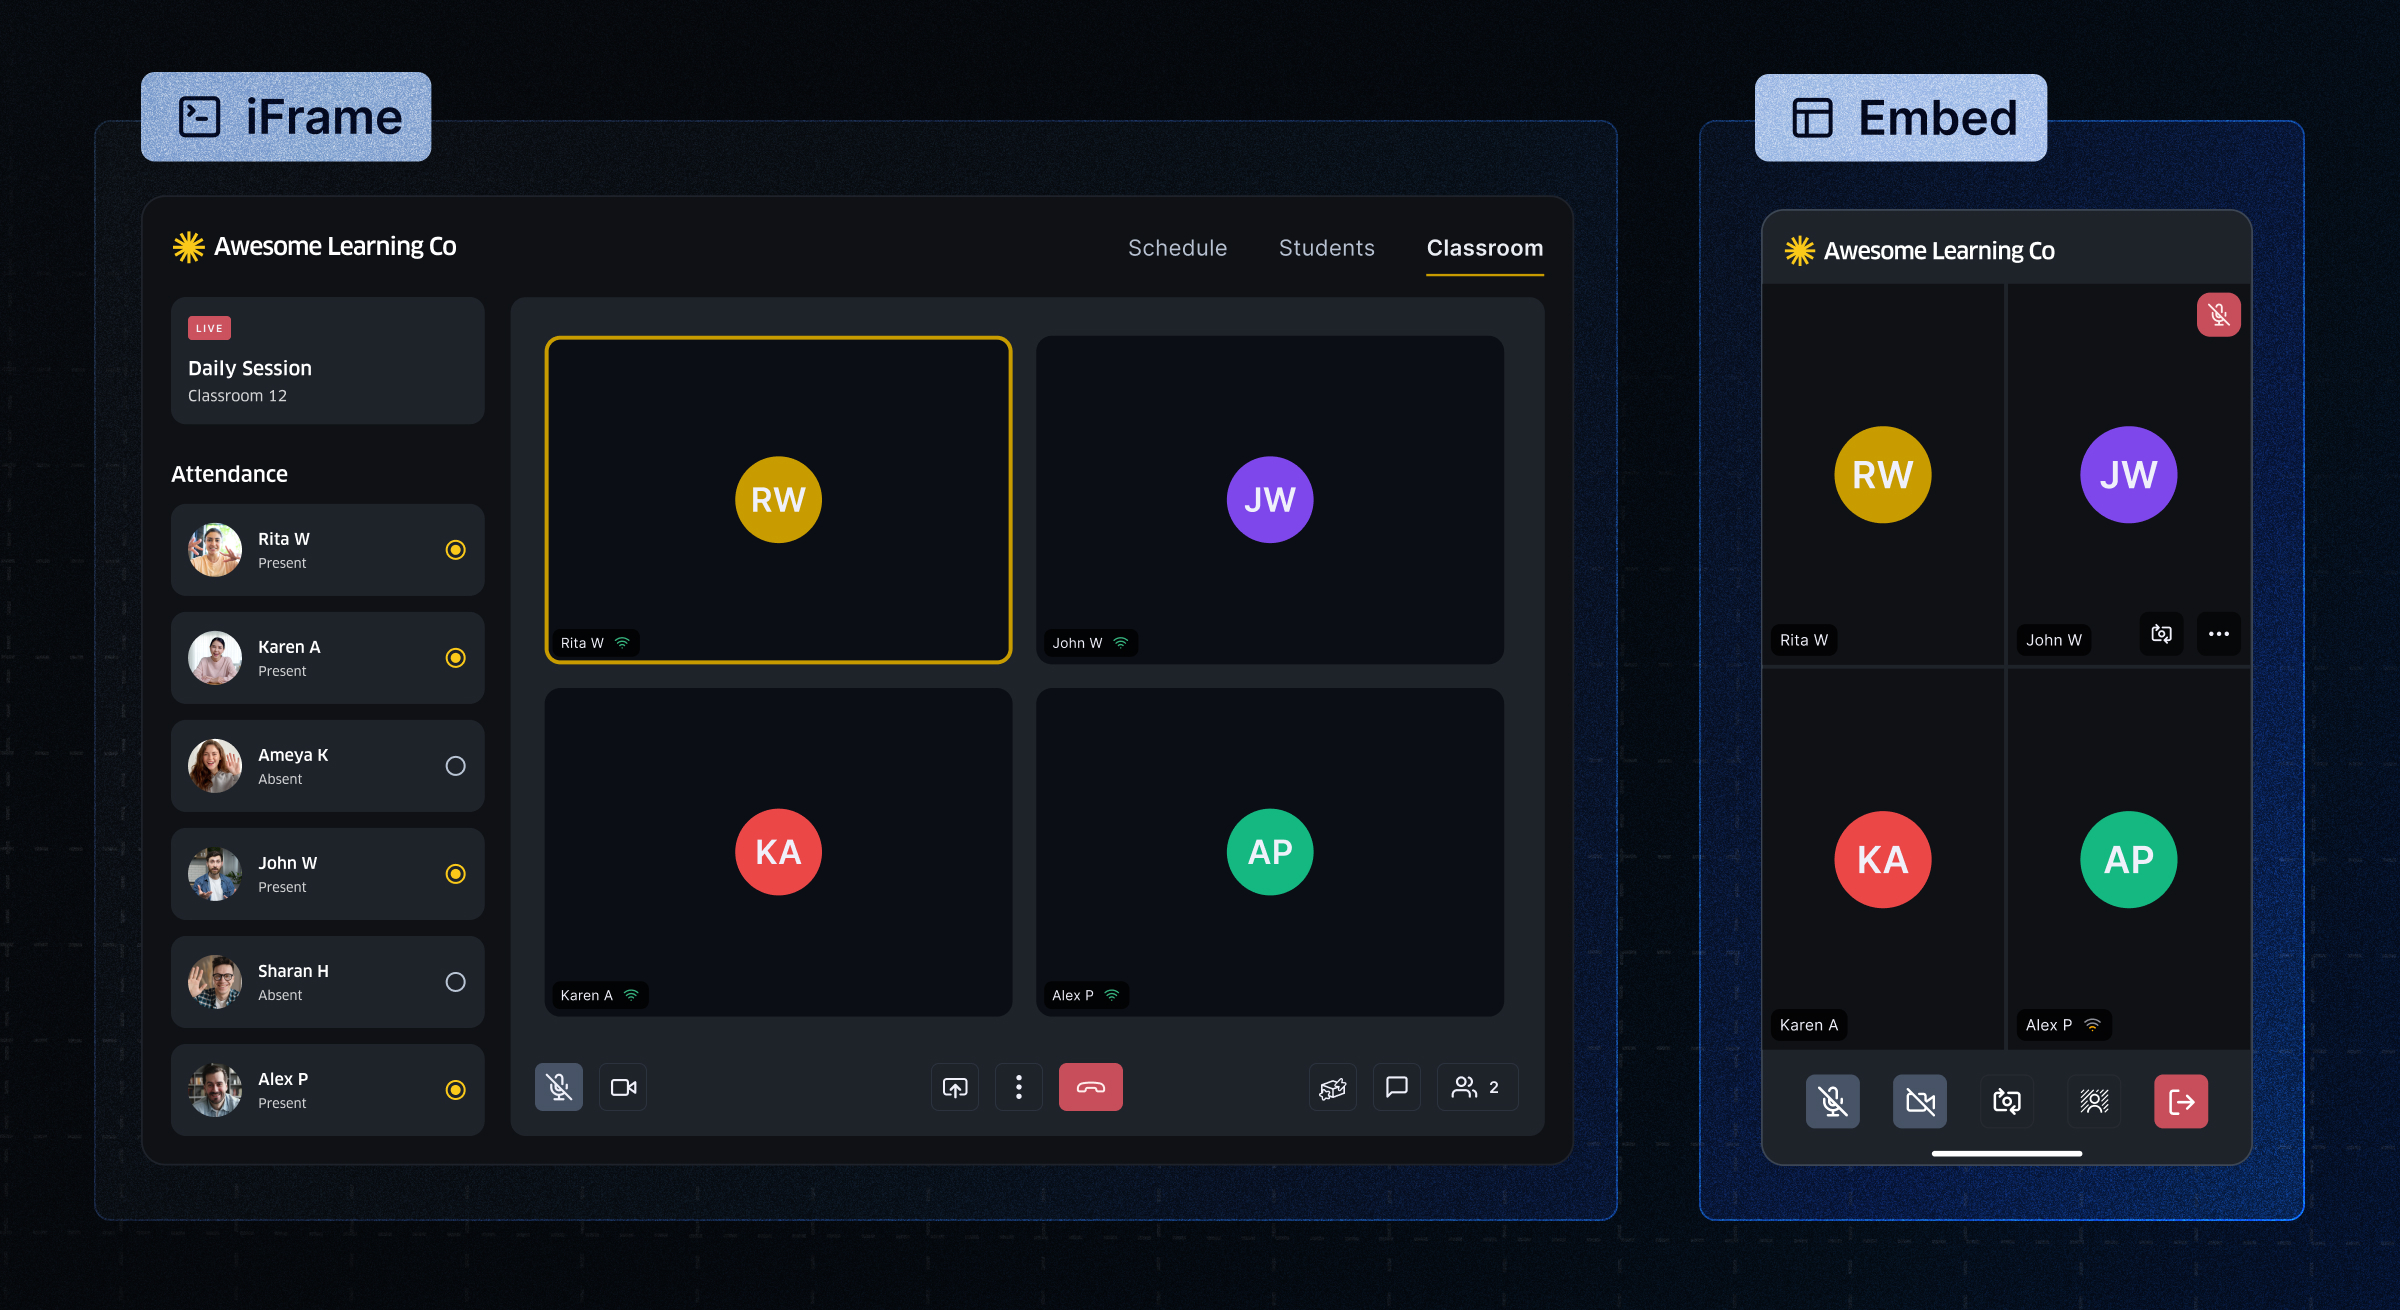 iFrame
Awesome Learning Co
Schedule
Students
Classroom
LIVE
Daily Session
Classroom 12
Attendance
Rita W
Present
Karen A
Present
Ameya K
Absent
John W
Present
Sharan H
Absent
Alex P
Present
RW
Rita W
JW
John W
KA
Karen A
AP
Alex P
2
Embed
Awesome Learning Co
RW
Rita W
JW
John W
KA
Karen A
AP
Alex P